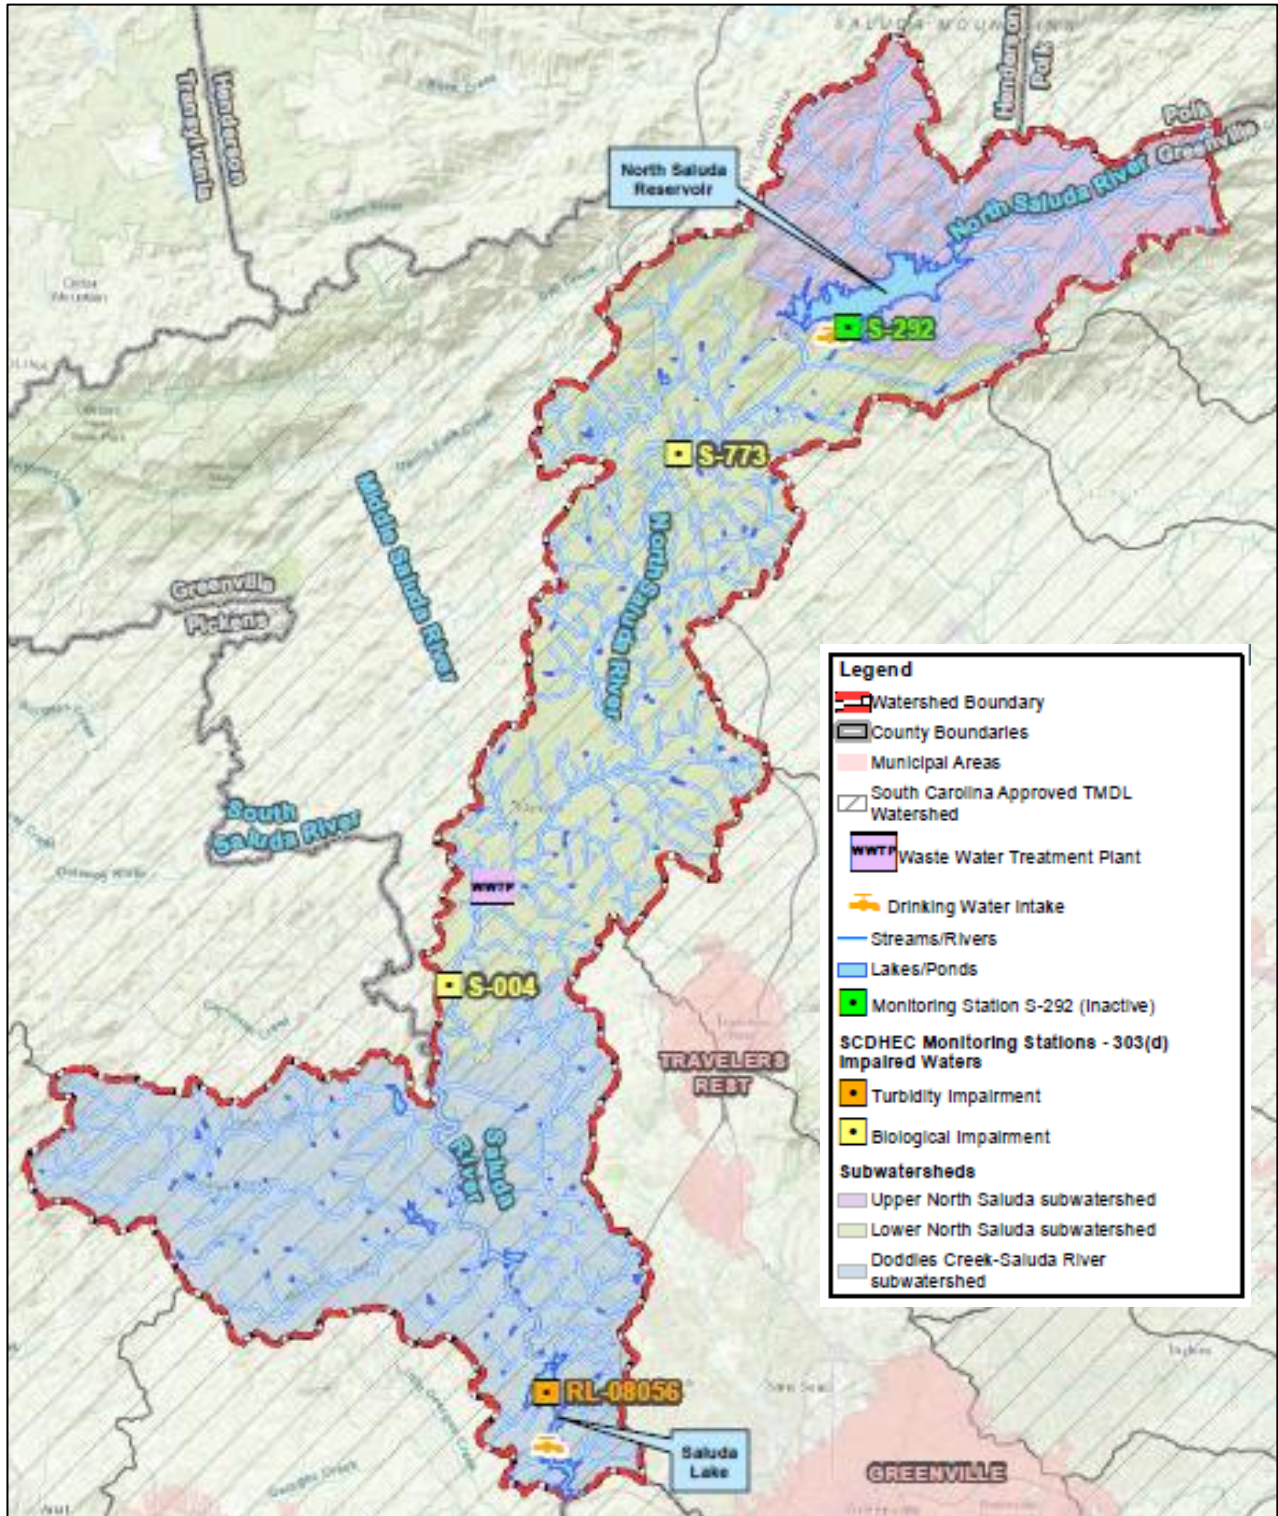 SALUDA MOUNTAINS
Henderson
Transylvania
Henderson
Polk
Polk
Greenville
North Saluda
Reservoir
North Saluda River
S-292
S-773
Middle Saluda River
North Saluda River
Greenville
Pickens
South
Saluda River
WWTP
S-004
TRAVELERS
REST
Saluda
River
RL-08056
Saluda
Lake
GREENVILLE
Legend
Watershed Boundary
County Boundaries
Municipal Areas
South Carolina Approved TMDL
Watershed
WWTP Waste Water Treatment Plant
Drinking Water Intake
Streams/Rivers
Lakes/Ponds
Monitoring Station S-292 (Inactive)
SCDHEC Monitoring Stations - 303(d)
Impaired Waters
Turbidity Impairment
Biological Impairment
Subwatersheds
Upper North Saluda subwatershed
Lower North Saluda subwatershed
Doddies Creek-Saluda River
subwatershed